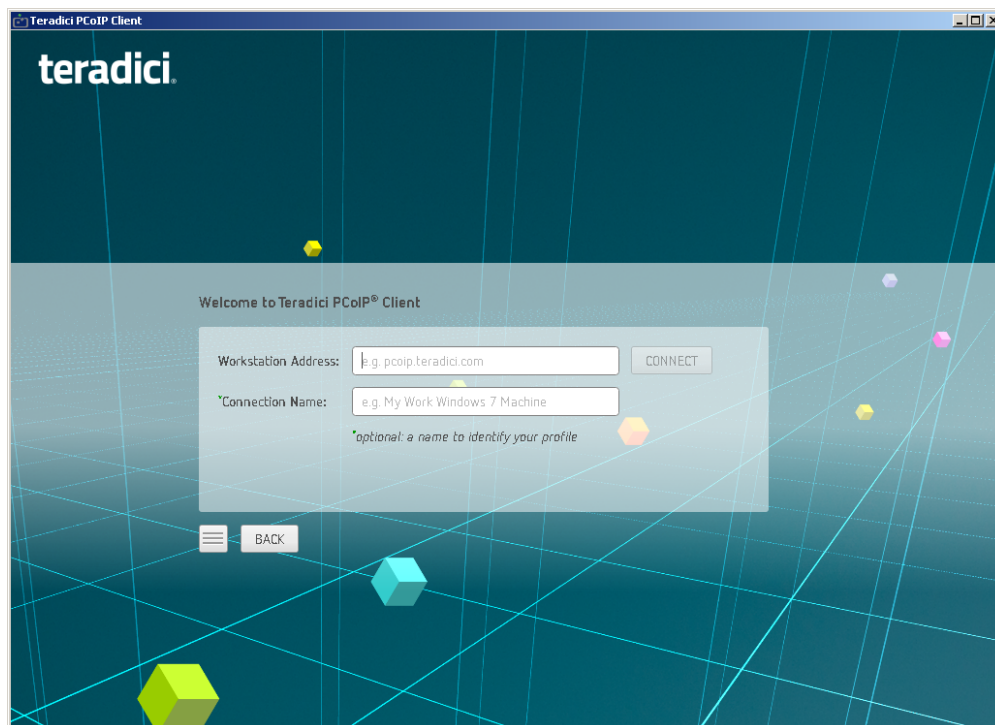 Teradici PCoIP Client
teradici®
Welcome to Teradici PCoIP® Client
Workstation Address: e.g. pcoip.teradici.com CONNECT
*Connection Name: e.g. My Work Windows 7 Machine
*optional: a name to identify your profile
BACK